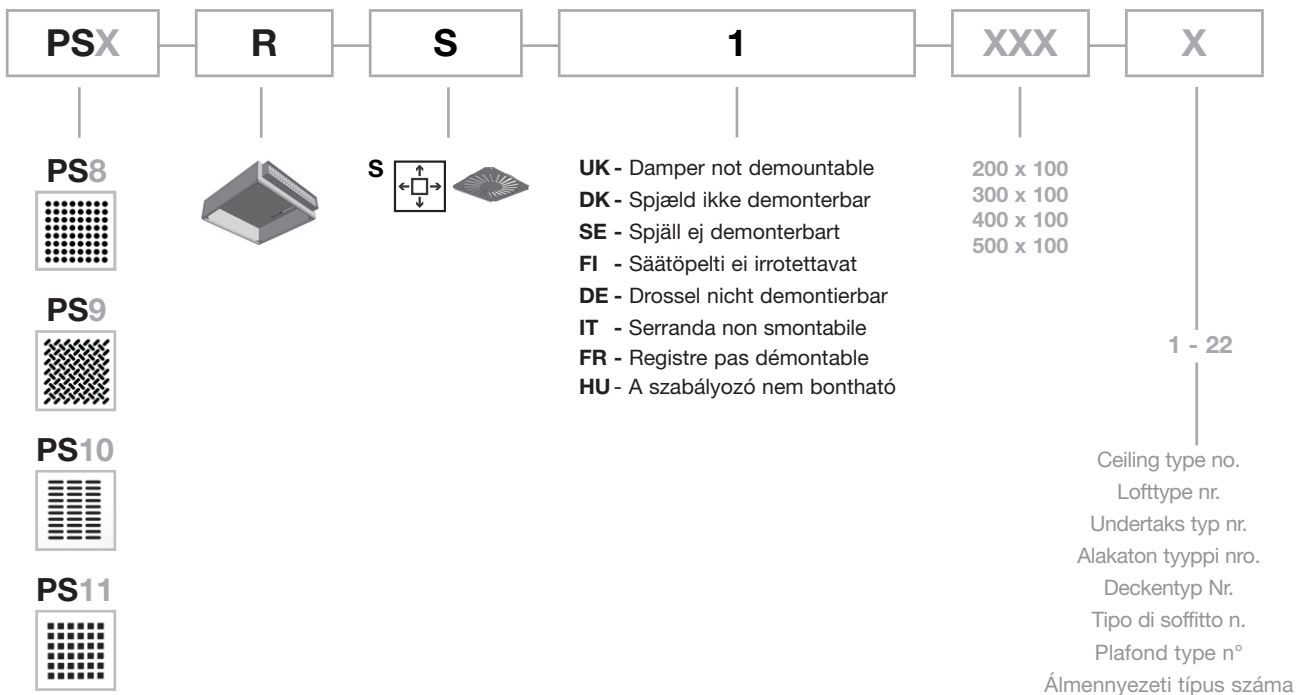 PSX R S 1 XXX X
PS8
PS9
PS10
PS11
S
UK - Damper not demountable
DK - Spjæld ikke demonterbar
SE - Spjäll ej demonterbart
FI - Säätöpelti ei irrotettavat
DE - Drossel nicht demontierbar
IT - Serranda non smontabile
FR - Registre pas démontable
HU - A szabályozó nem bontható
200 x 100
300 x 100
400 x 100
500 x 100
1 - 22
Ceiling type no.
Lofttype nr.
Undertaks typ nr.
Alakaton tyyppi nro.
Deckentyp Nr.
Tipo di soffitto n.
Plafond type n°
Álmennyezeti típus száma